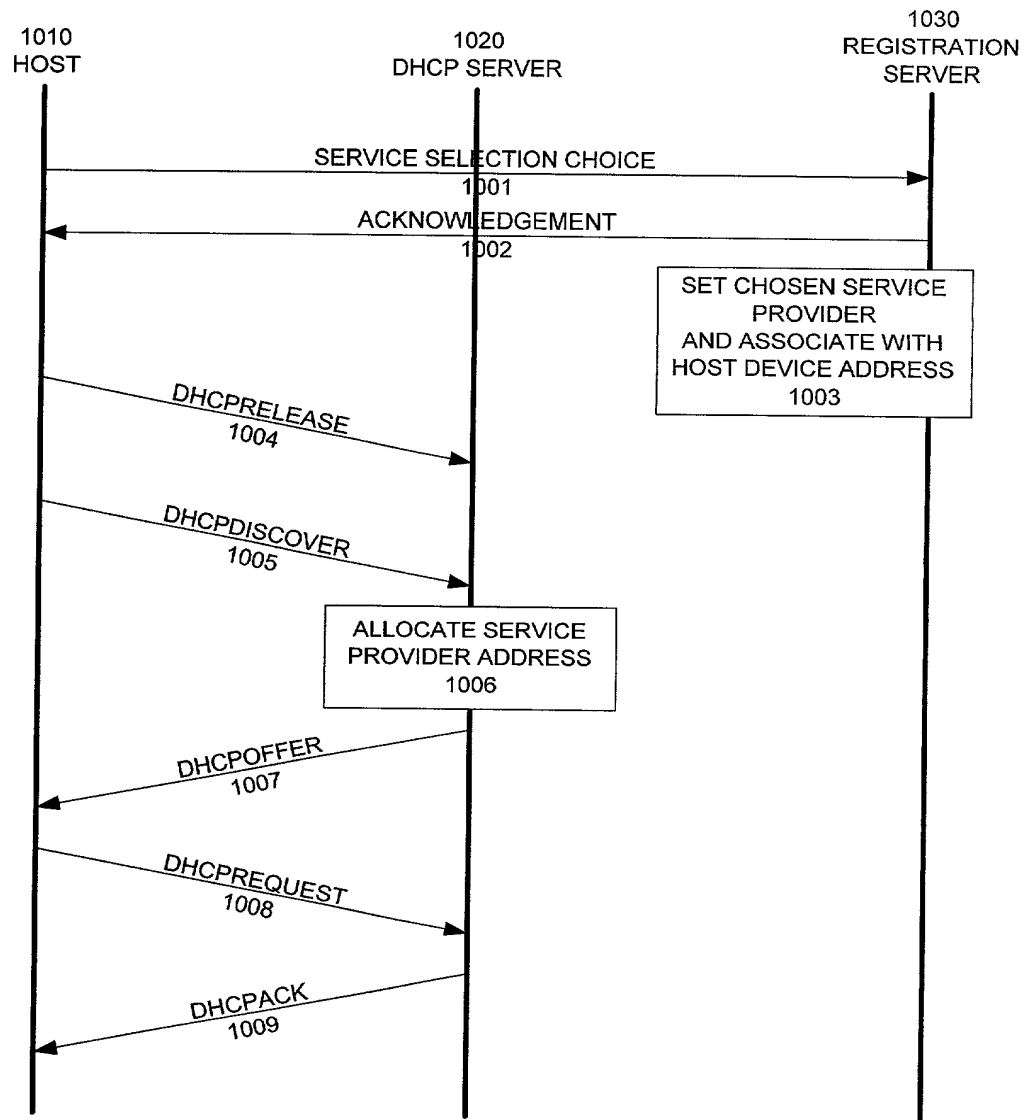 1010
HOST
1020
DHCP SERVER
1030
REGISTRATION
SERVER
SERVICE SELECTION CHOICE
1001
ACKNOWLEDGEMENT
1002
SET CHOSEN SERVICE
PROVIDER
AND ASSOCIATE WITH
HOST DEVICE ADDRESS
1003
DHCPRELEASE
1004
DHCPDISCOVER
1005
ALLOCATE SERVICE
PROVIDER ADDRESS
1006
DHCPOFFER
1007
DHCPREQUEST
1008
DHCPACK
1009